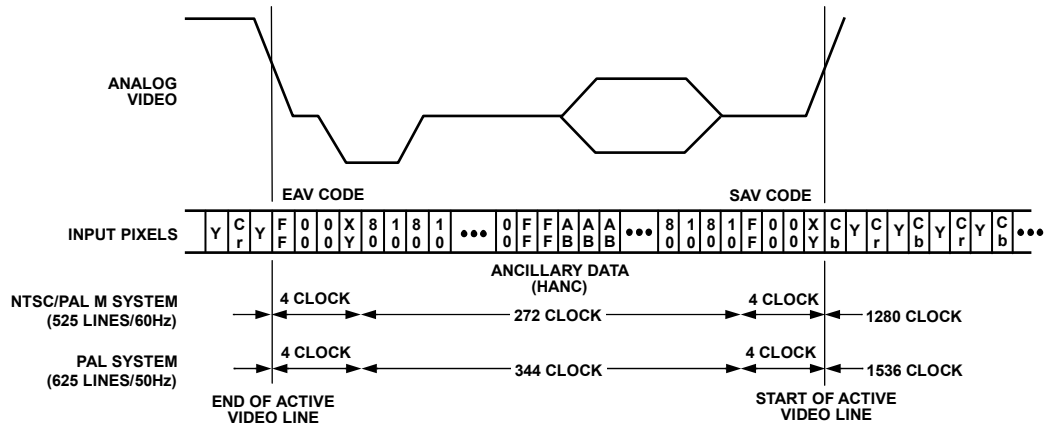 ANALOG
VIDEO
EAV CODE
SAV CODE
INPUT PIXELS
Y Cr Y FF 00 00 XY 80 10 80 10 ••• 00 FF FF AB AB AB ••• 80 10 80 10 FF 00 00 XY Cb Y Cr Y Cb Y Cr Y Cb •••
ANCILLARY DATA
(HANC)
NTSC/PAL M SYSTEM
(525 LINES/60Hz)
4 CLOCK
272 CLOCK
4 CLOCK
1280 CLOCK
PAL SYSTEM
(625 LINES/50Hz)
4 CLOCK
344 CLOCK
4 CLOCK
1536 CLOCK
END OF ACTIVE
VIDEO LINE
START OF ACTIVE
VIDEO LINE